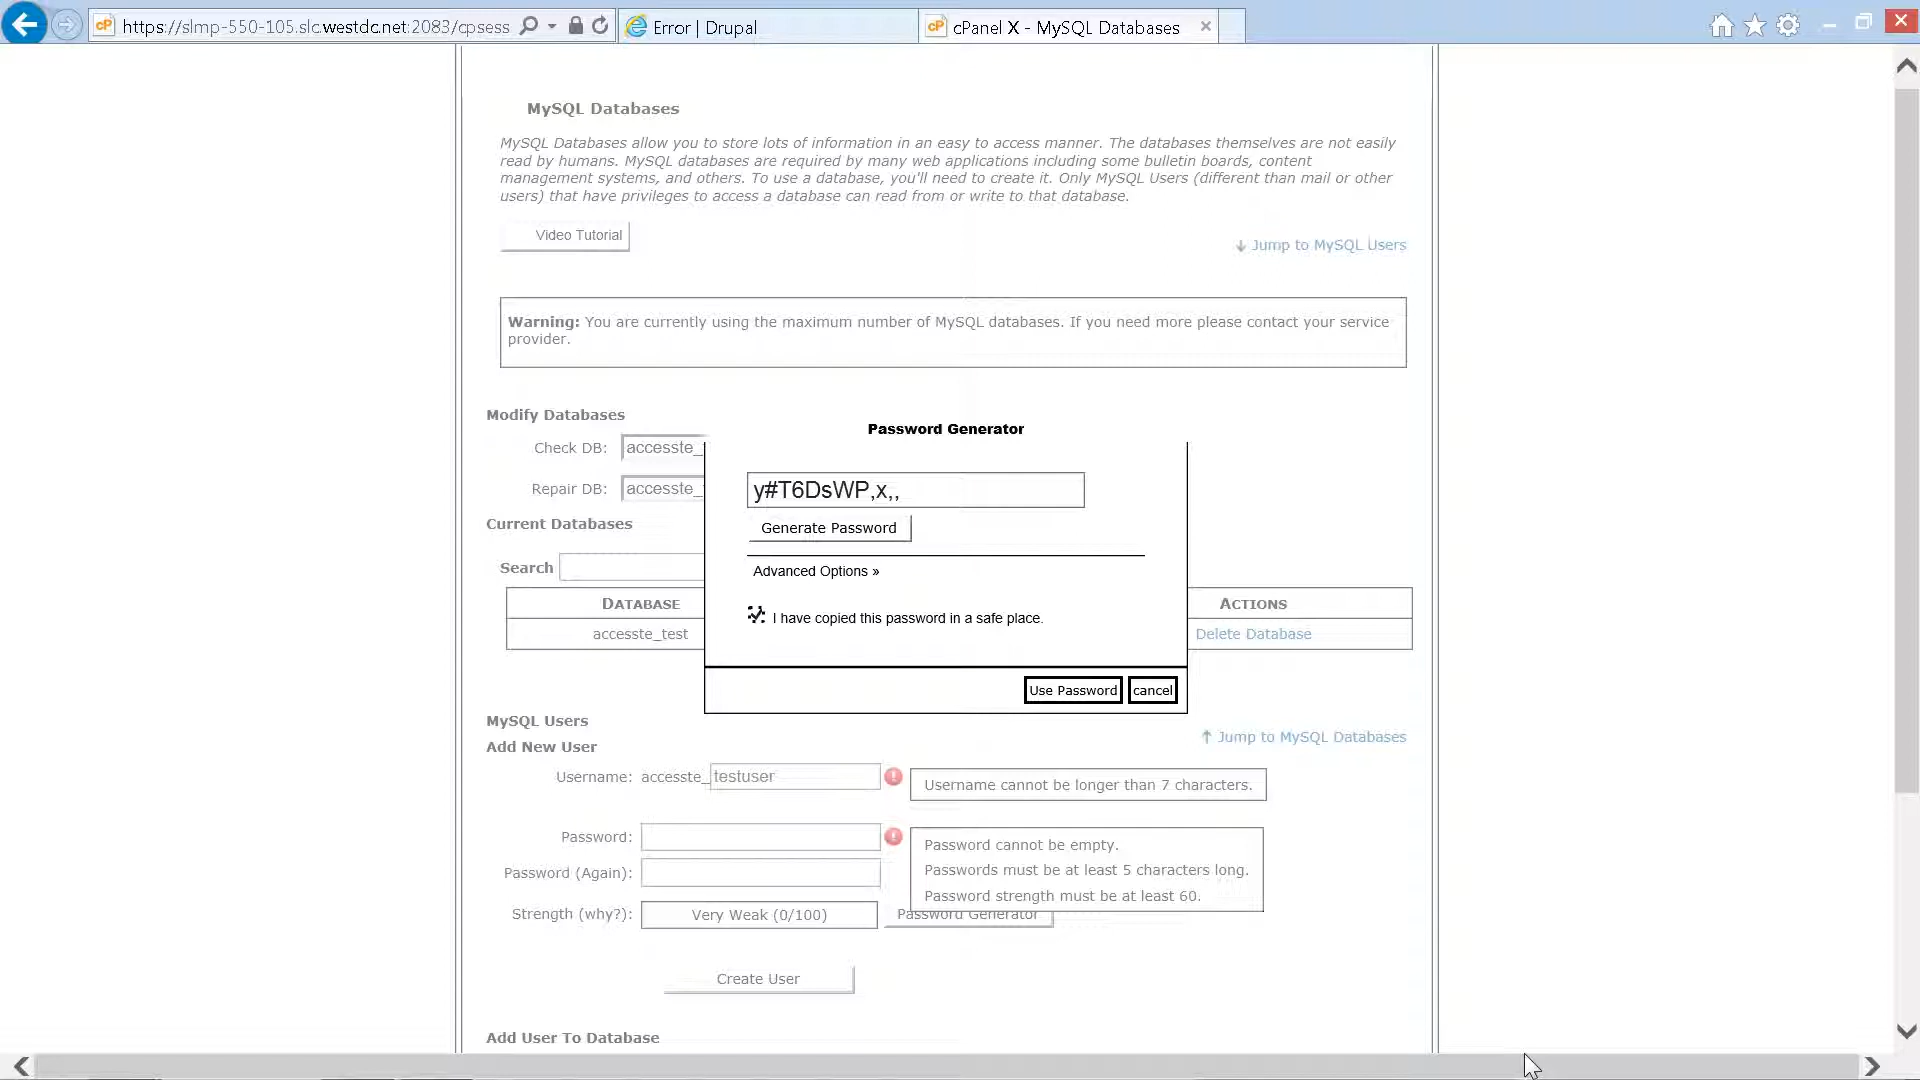 https://slmp-550-105.slc.westdc.net:2083/cpsess
Error | Drupal
cPanel X - MySQL Databases
MySQL Databases
MySQL Databases allow you to store lots of information in an easy to access manner. The databases themselves are not easily
read by humans. MySQL databases are required by many web applications including some bulletin boards, content
management systems, and others. To use a database, you'll need to create it. Only MySQL Users (different than mail or other
users) that have privileges to access a database can read from or write to that database.
Video Tutorial
Jump to MySQL Users
Warning: You are currently using the maximum number of MySQL databases. If you need more please contact your service
provider.
Modify Databases
Check DB: accesste_
Repair DB: accesste_
Current Databases
Search
DATABASE
ACTIONS
accesste_test
Delete Database
Password Generator
y#T6DsWP,x,,
Generate Password
Advanced Options »
I have copied this password in a safe place.
Use Password
cancel
MySQL Users
Jump to MySQL Databases
Add New User
Username: accesste_ testuser
Username cannot be longer than 7 characters.
Password:
Password cannot be empty.
Passwords must be at least 5 characters long.
Password strength must be at least 60.
Password (Again):
Strength (why?): Very Weak (0/100)
Password Generator
Create User
Add User To Database